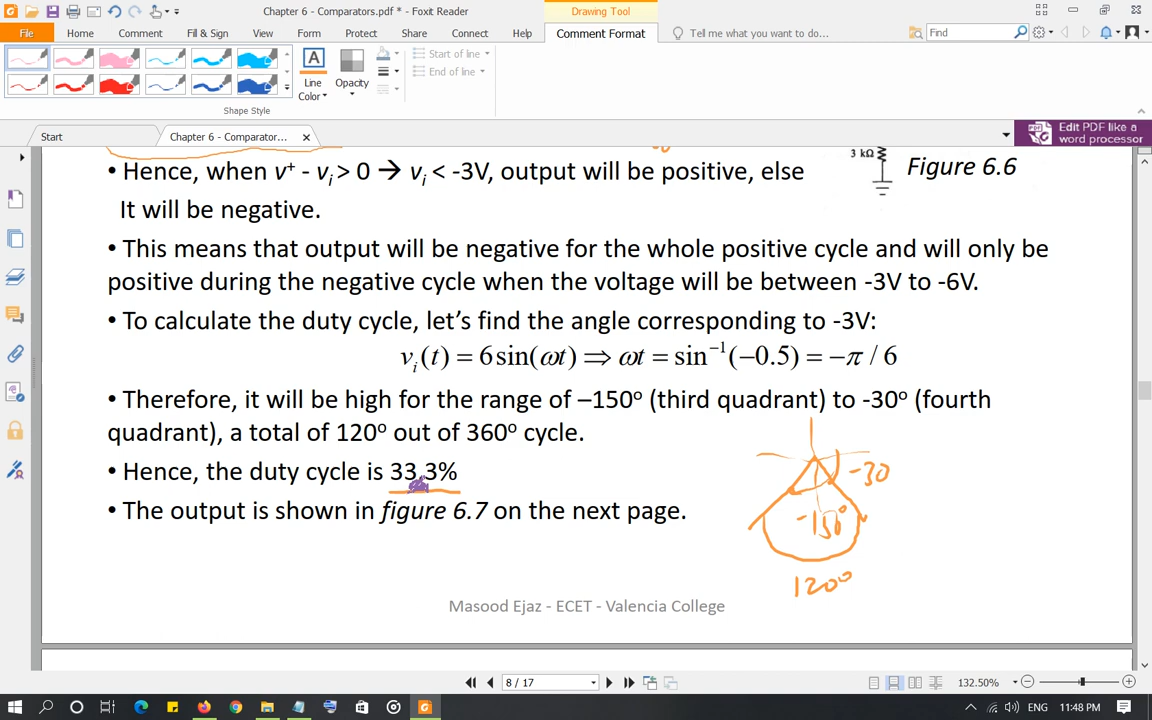 Chapter 6 - Comparators.pdf * - Foxit Reader
Drawing Tool
File Home Comment Fill & Sign View Form Protect Share Connect Help Comment Format Tell me what you want to do... Find
A
Line Color
Opacity
Start of line
End of line
Shape Style
Start
Chapter 6 - Comparator...
Edit PDF like a word processor
3 kΩ
Figure 6.6
• Hence, when v⁺ - vᵢ > 0 ➔ vᵢ < -3V, output will be positive, else
It will be negative.
• This means that output will be negative for the whole positive cycle and will only be
positive during the negative cycle when the voltage will be between -3V to -6V.
• To calculate the duty cycle, let's find the angle corresponding to -3V:
vᵢ(t) = 6sin(ωt) ⇒ ωt = sin⁻¹(−0.5) = −π / 6
• Therefore, it will be high for the range of –150ᵒ (third quadrant) to -30ᵒ (fourth
quadrant), a total of 120ᵒ out of 360ᵒ cycle.
• Hence, the duty cycle is 33.3%
• The output is shown in figure 6.7 on the next page.
-30
-150°
120°
Masood Ejaz - ECET - Valencia College
8 / 17
132.50%
ENG 11:48 PM